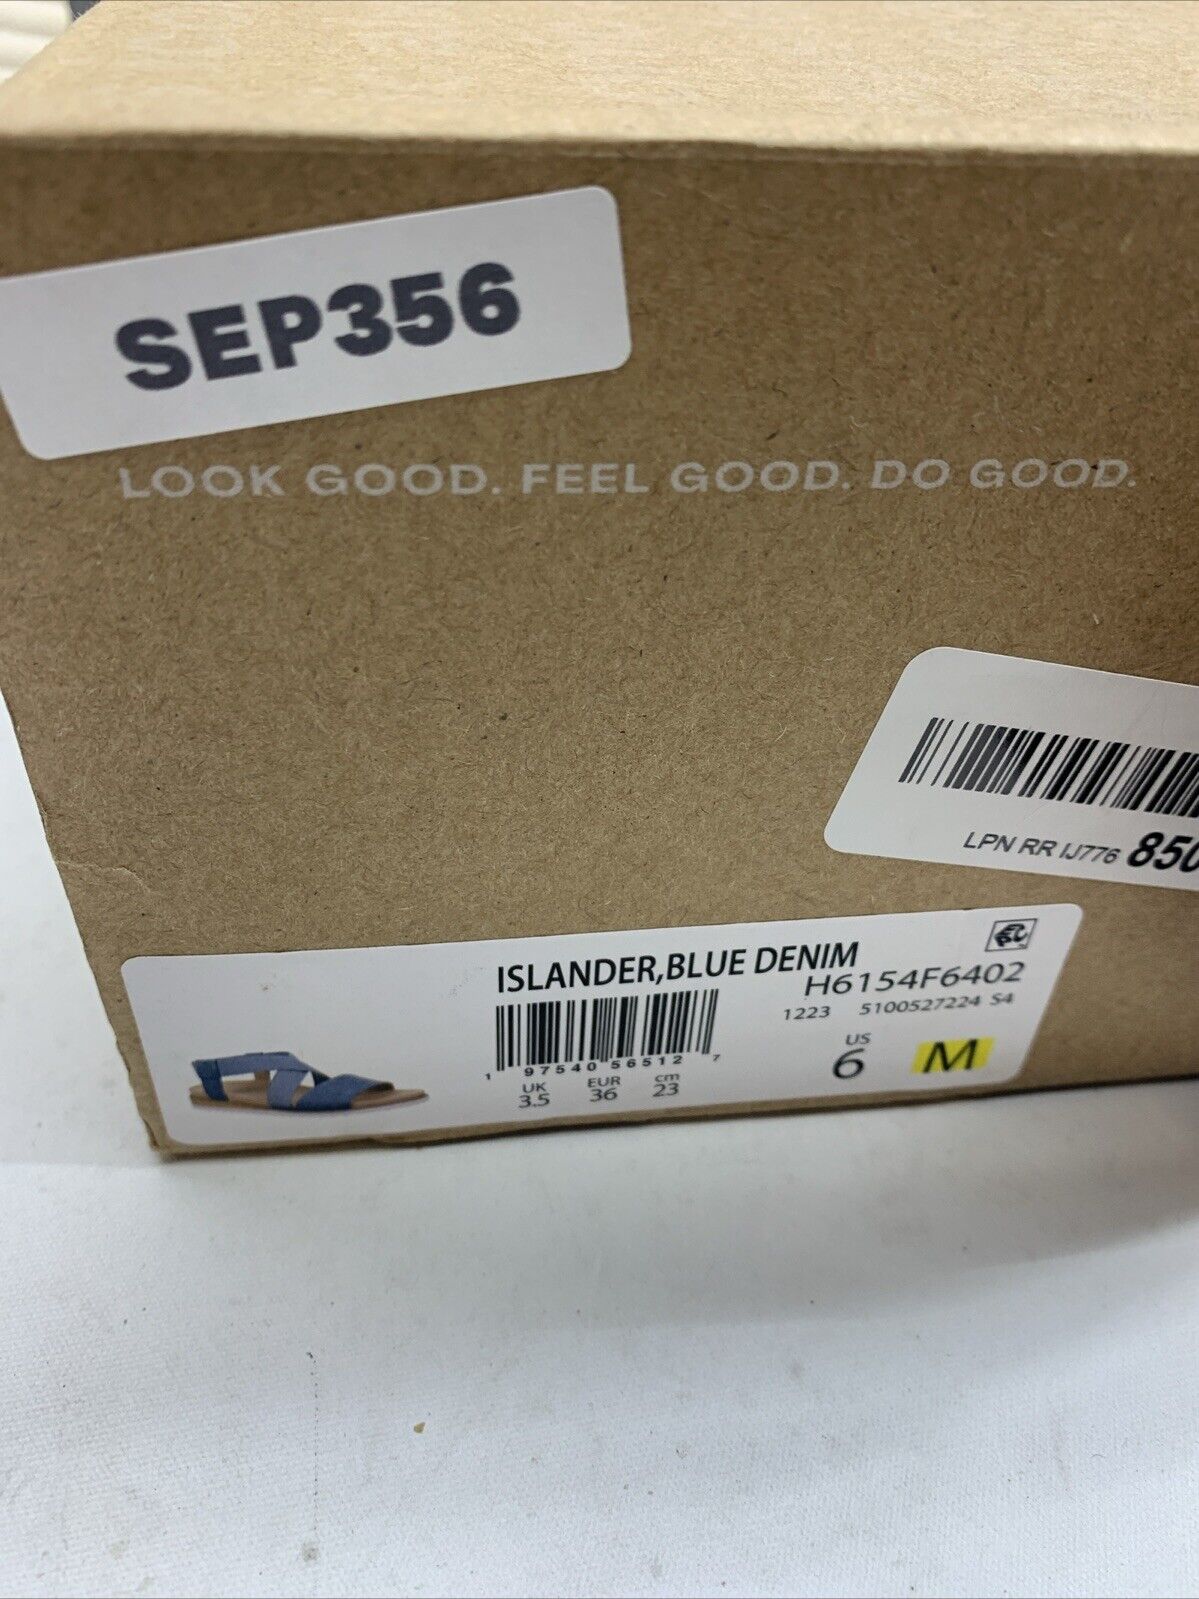 SEP356
LOOK GOOD. FEEL GOOD. DO GOOD.
LPN RR IJ776 850
ISLANDER,BLUE DENIM
H6154F6402
1223 5100527224 S4
1 97540 56512 7
UK EUR cm
3.5 36 23
US
6 M